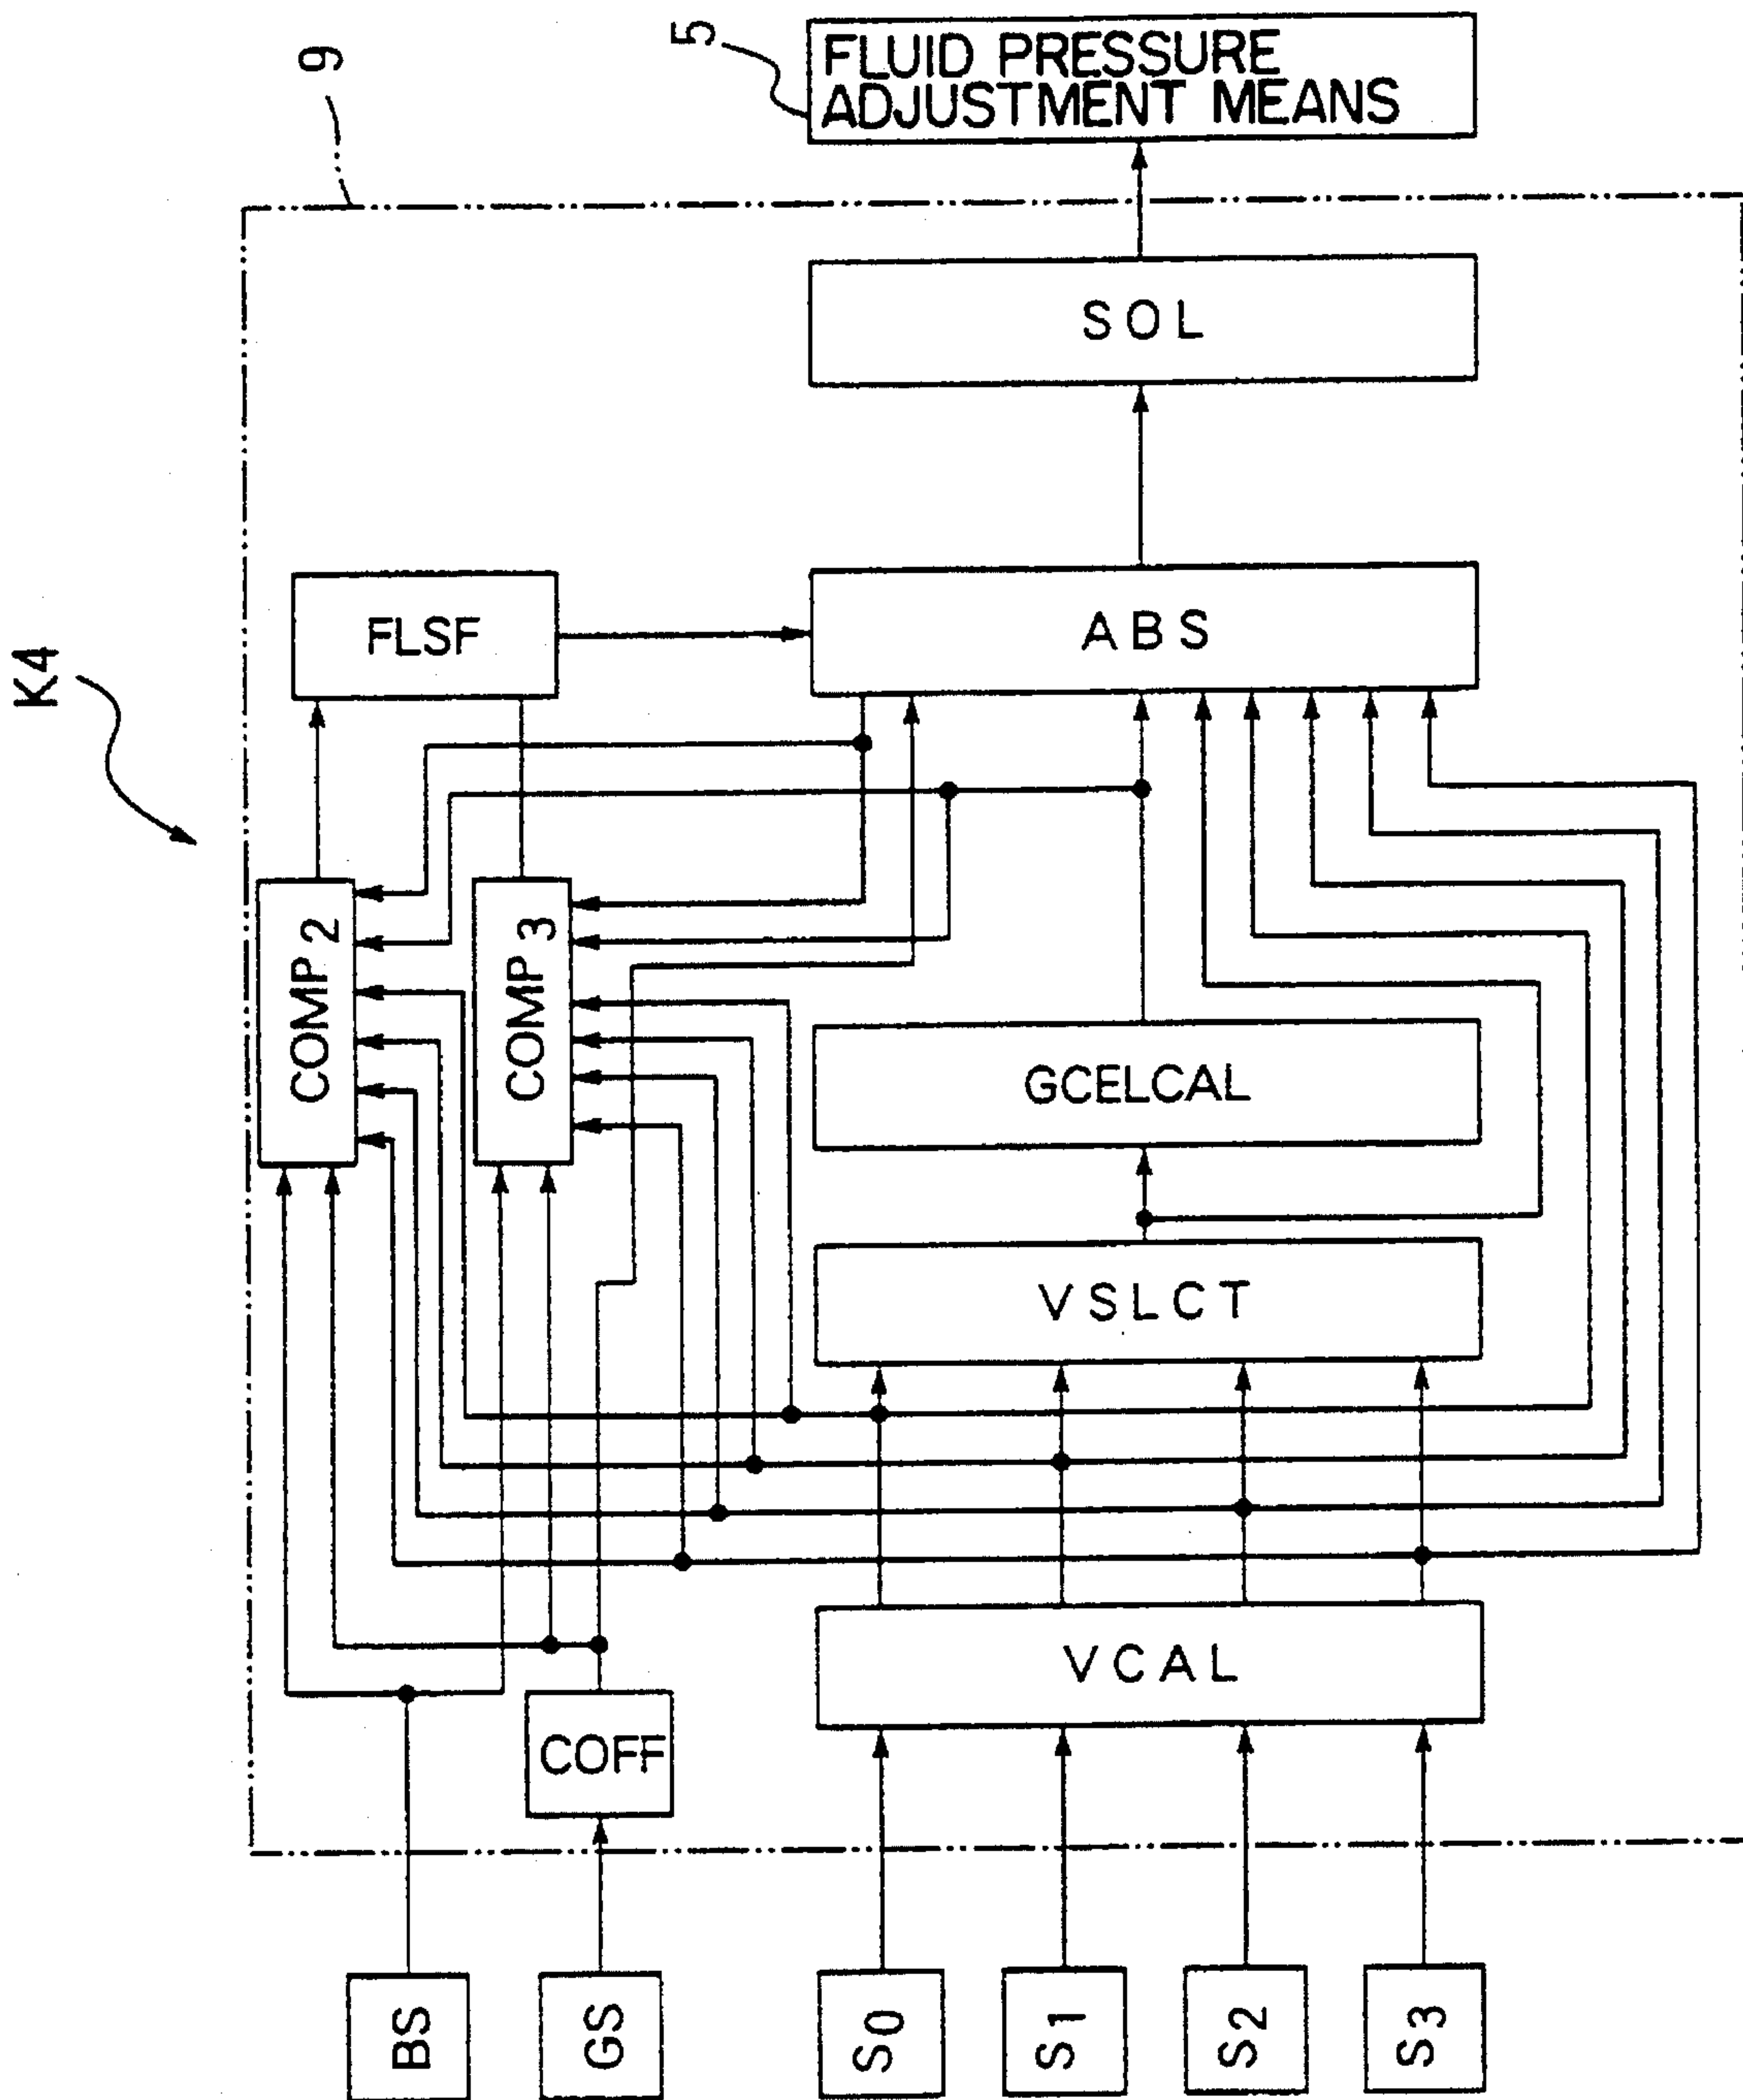 K4
9
5
FLUID PRESSURE
ADJUSTMENT MEANS
SOL
FLSF
ABS
COMP 2
COMP 3
GCELCAL
VSLCT
VCAL
COFF
BS
GS
S0
S1
S2
S3